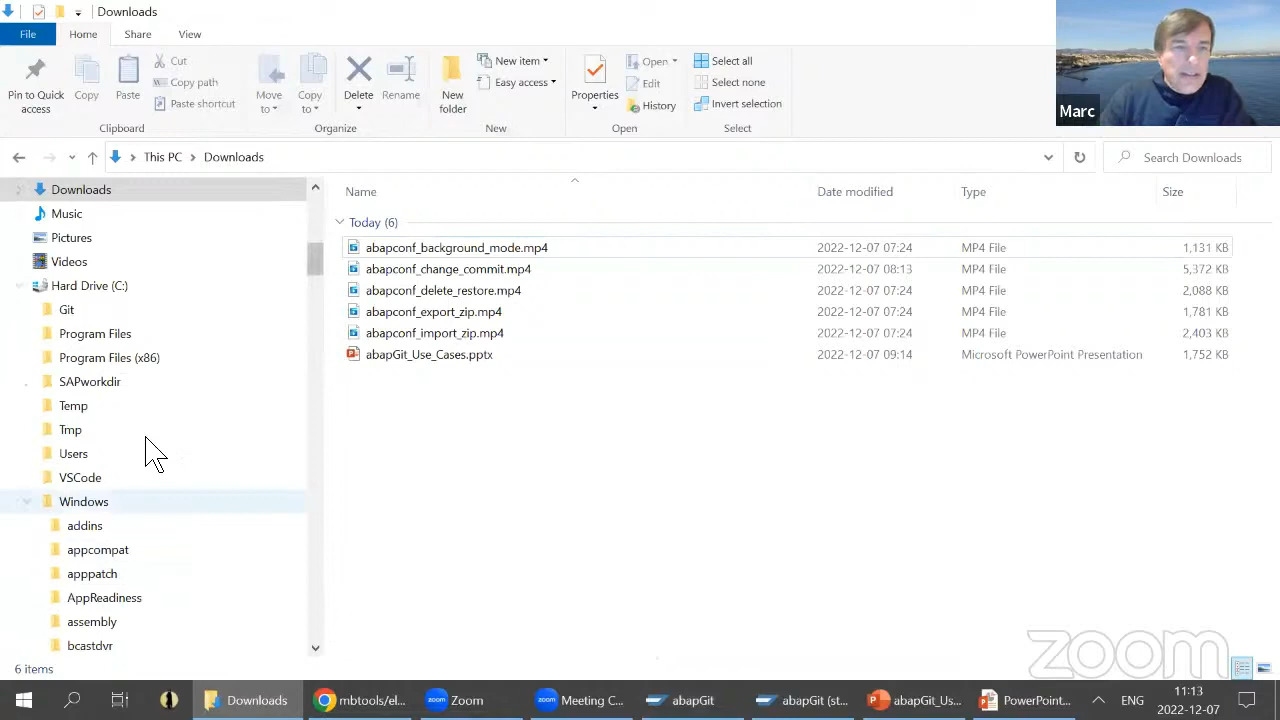 Downloads
File
Home
Share
View
Marc
Pin to Quick access
Copy
Paste
Cut
Copy path
Paste shortcut
Clipboard
Move to
Copy to
Delete
Rename
Organize
New folder
New item
Easy access
New
Properties
Open
Edit
History
Open
Select all
Select none
Invert selection
Select
This PC > Downloads
Search Downloads
Downloads
Music
Pictures
Videos
Hard Drive (C:)
Git
Program Files
Program Files (x86)
SAPworkdir
Temp
Tmp
Users
VSCode
Windows
addins
appcompat
apppatch
AppReadiness
assembly
bcastdvr
Name Date modified Type Size
Today (6)
abapconf_background_mode.mp4 2022-12-07 07:24 MP4 File 1,131 KB
abapconf_change_commit.mp4 2022-12-07 08:13 MP4 File 5,372 KB
abapconf_delete_restore.mp4 2022-12-07 07:24 MP4 File 2,088 KB
abapconf_export_zip.mp4 2022-12-07 07:24 MP4 File 1,781 KB
abapconf_import_zip.mp4 2022-12-07 07:24 MP4 File 2,403 KB
abapGit_Use_Cases.pptx 2022-12-07 09:14 Microsoft PowerPoint Presentation 1,752 KB
6 items
zoom
Downloads
mbtools/el...
zoom Zoom
zoom Meeting C...
abapGit
abapGit (st...
abapGit_Us...
PowerPoint...
ENG
11:13
2022-12-07